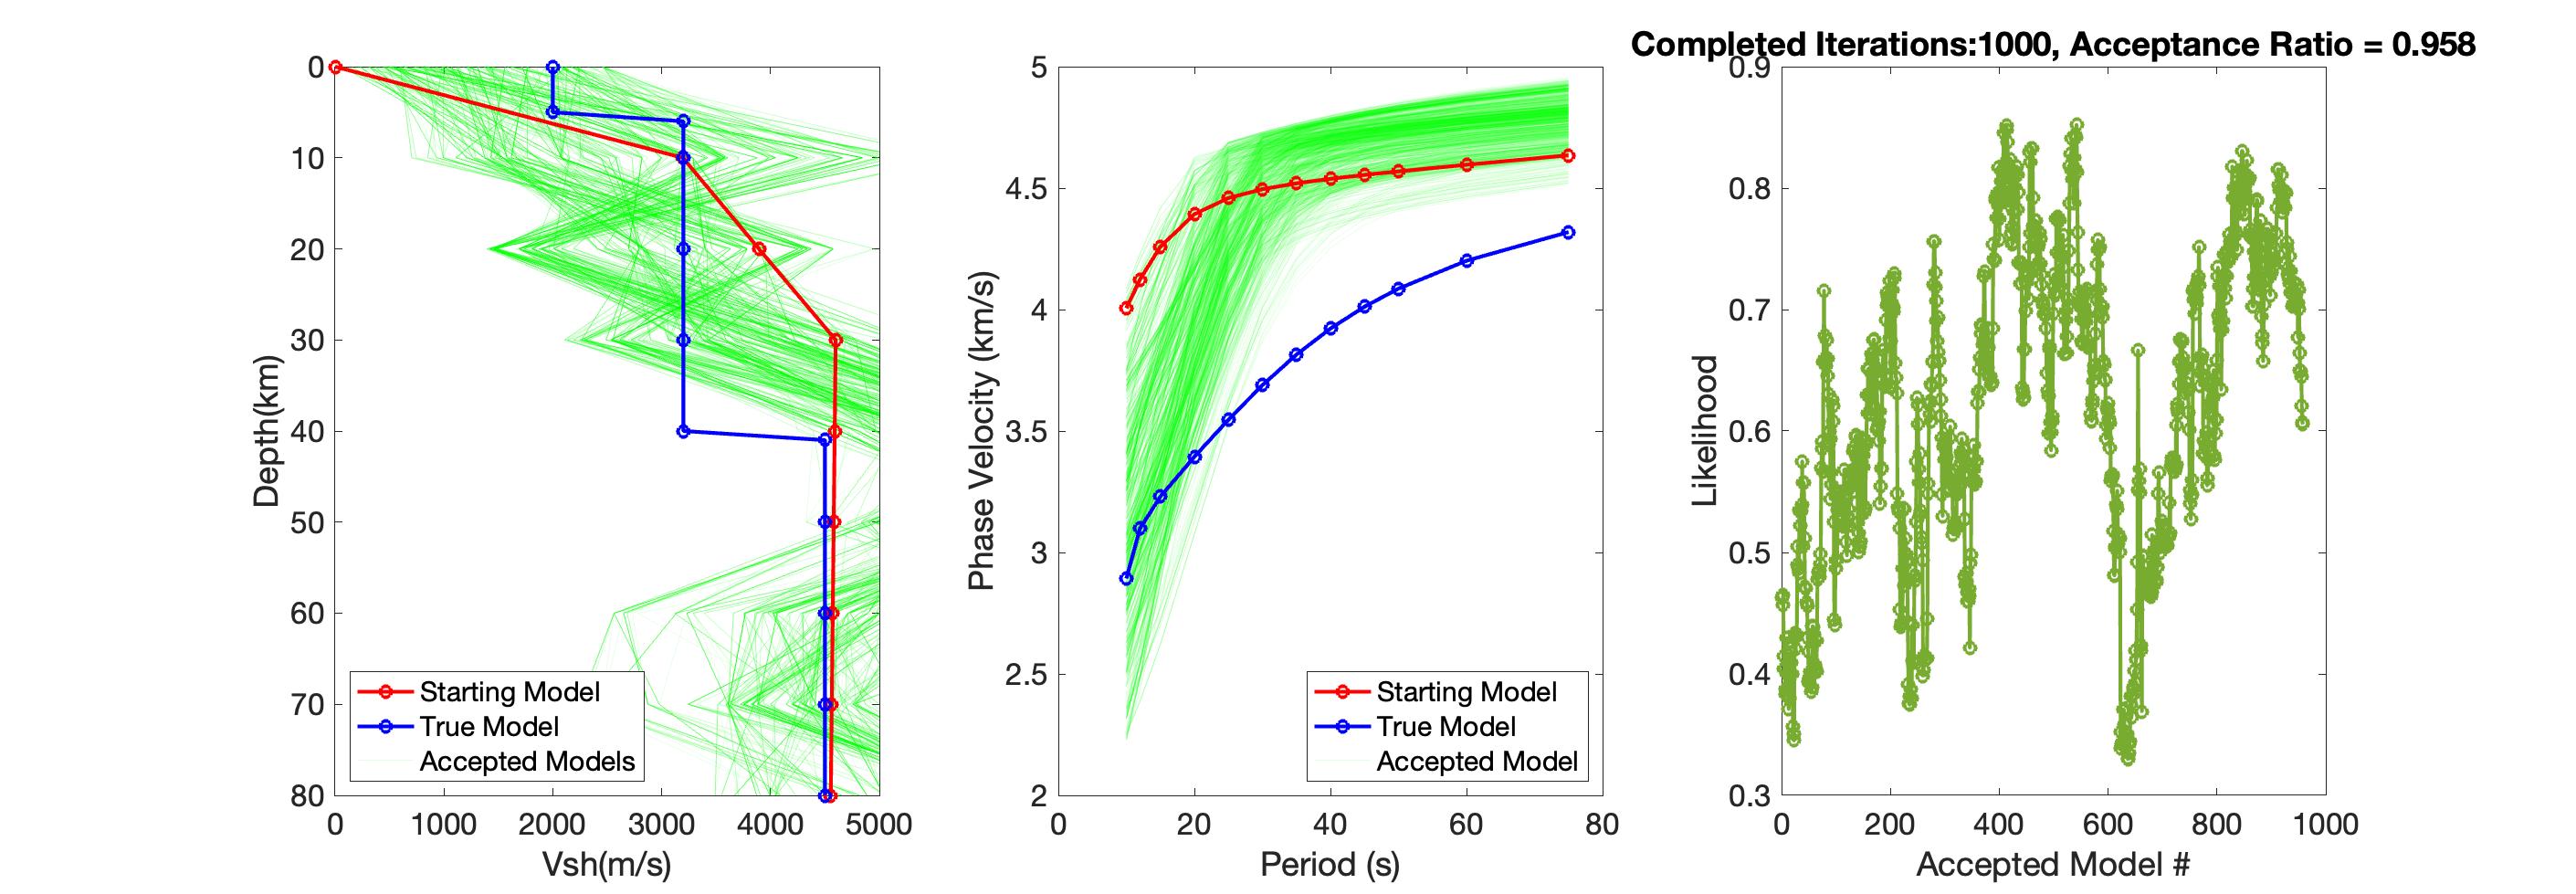 Completed Iterations:1000, Acceptance Ratio = 0.958
0
10
20
30
40
50
60
70
80
Depth(km)
Starting Model
True Model
Accepted Models
0 1000 2000 3000 4000 5000
Vsh(m/s)
5
4.5
4
3.5
3
2.5
2
Phase Velocity (km/s)
Starting Model
True Model
Accepted Model
0 20 40 60 80
Period (s)
0.9
0.8
0.7
0.6
0.5
0.4
0.3
Likelihood
0 200 400 600 800 1000
Accepted Model #